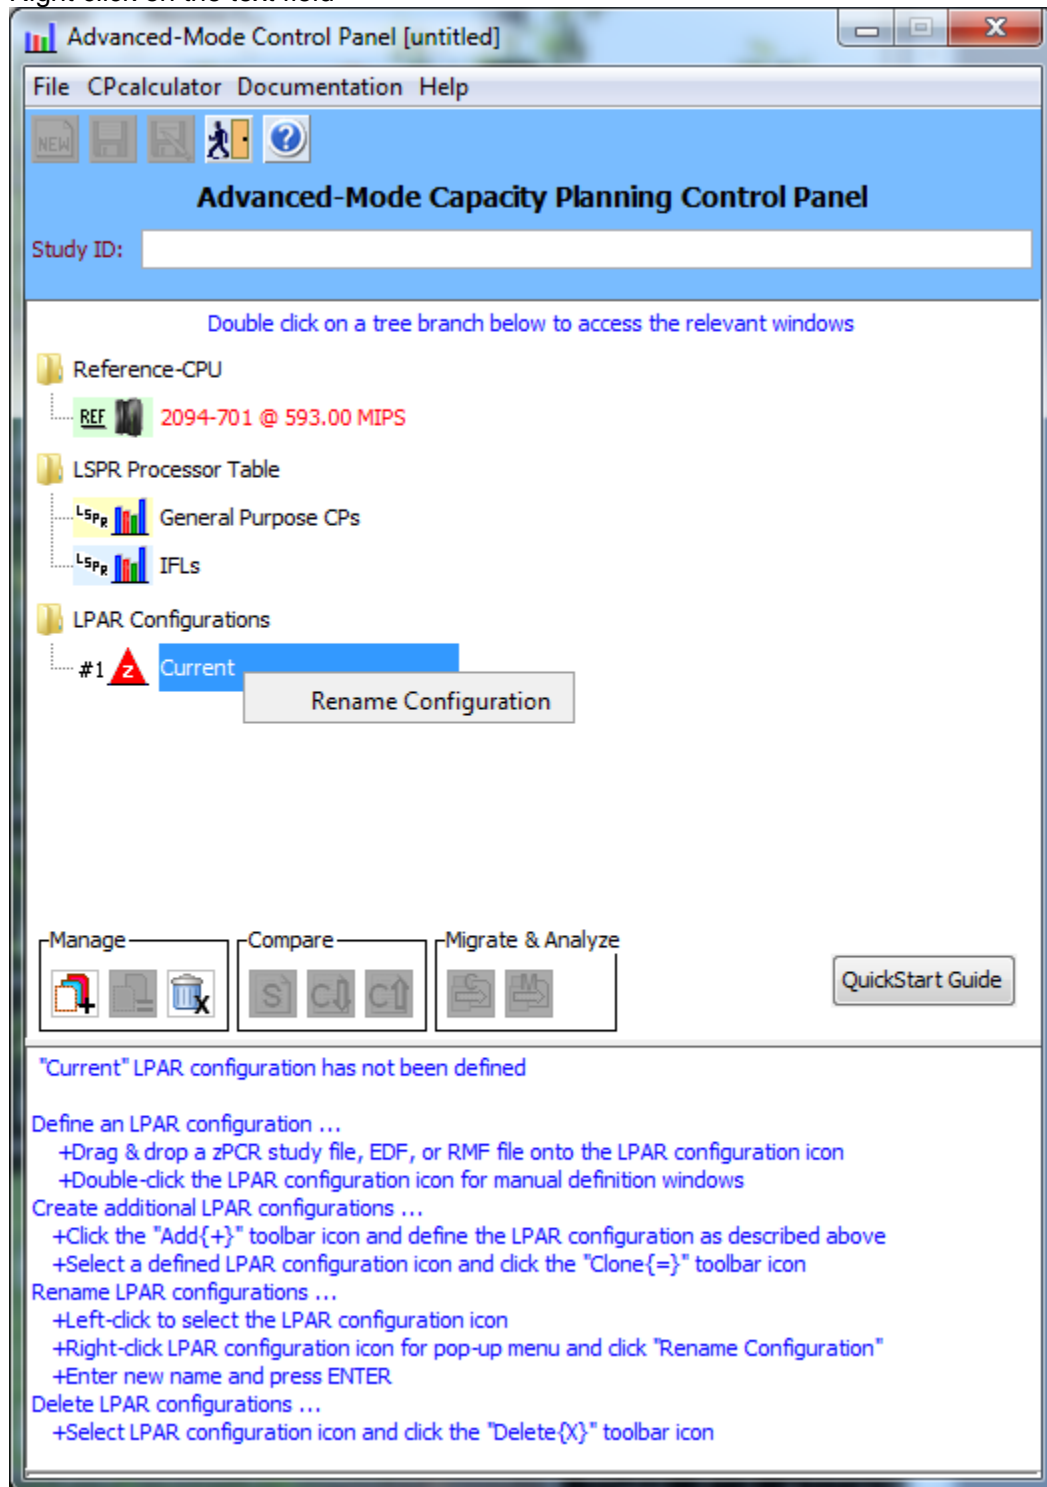 Right click on the text field
Advanced-Mode Control Panel [untitled]
X
File CPcalculator Documentation Help
NEW
?
Advanced-Mode Capacity Planning Control Panel
Study ID:
Double click on a tree branch below to access the relevant windows
Reference-CPU
REF 2094-701 @ 593.00 MIPS
LSPR Processor Table
LSPR General Purpose CPs
LSPR IFLs
LPAR Configurations
#1 z Current
Rename Configuration
Manage Compare Migrate & Analyze
S C C C M
QuickStart Guide
"Current" LPAR configuration has not been defined
Define an LPAR configuration ...
+Drag & drop a zPCR study file, EDF, or RMF file onto the LPAR configuration icon
+Double-click the LPAR configuration icon for manual definition windows
Create additional LPAR configurations ...
+Click the "Add{+}" toolbar icon and define the LPAR configuration as described above
+Select a defined LPAR configuration icon and click the "Clone{=}" toolbar icon
Rename LPAR configurations ...
+Left-click to select the LPAR configuration icon
+Right-click LPAR configuration icon for pop-up menu and click "Rename Configuration"
+Enter new name and press ENTER
Delete LPAR configurations ...
+Select LPAR configuration icon and click the "Delete{X}" toolbar icon